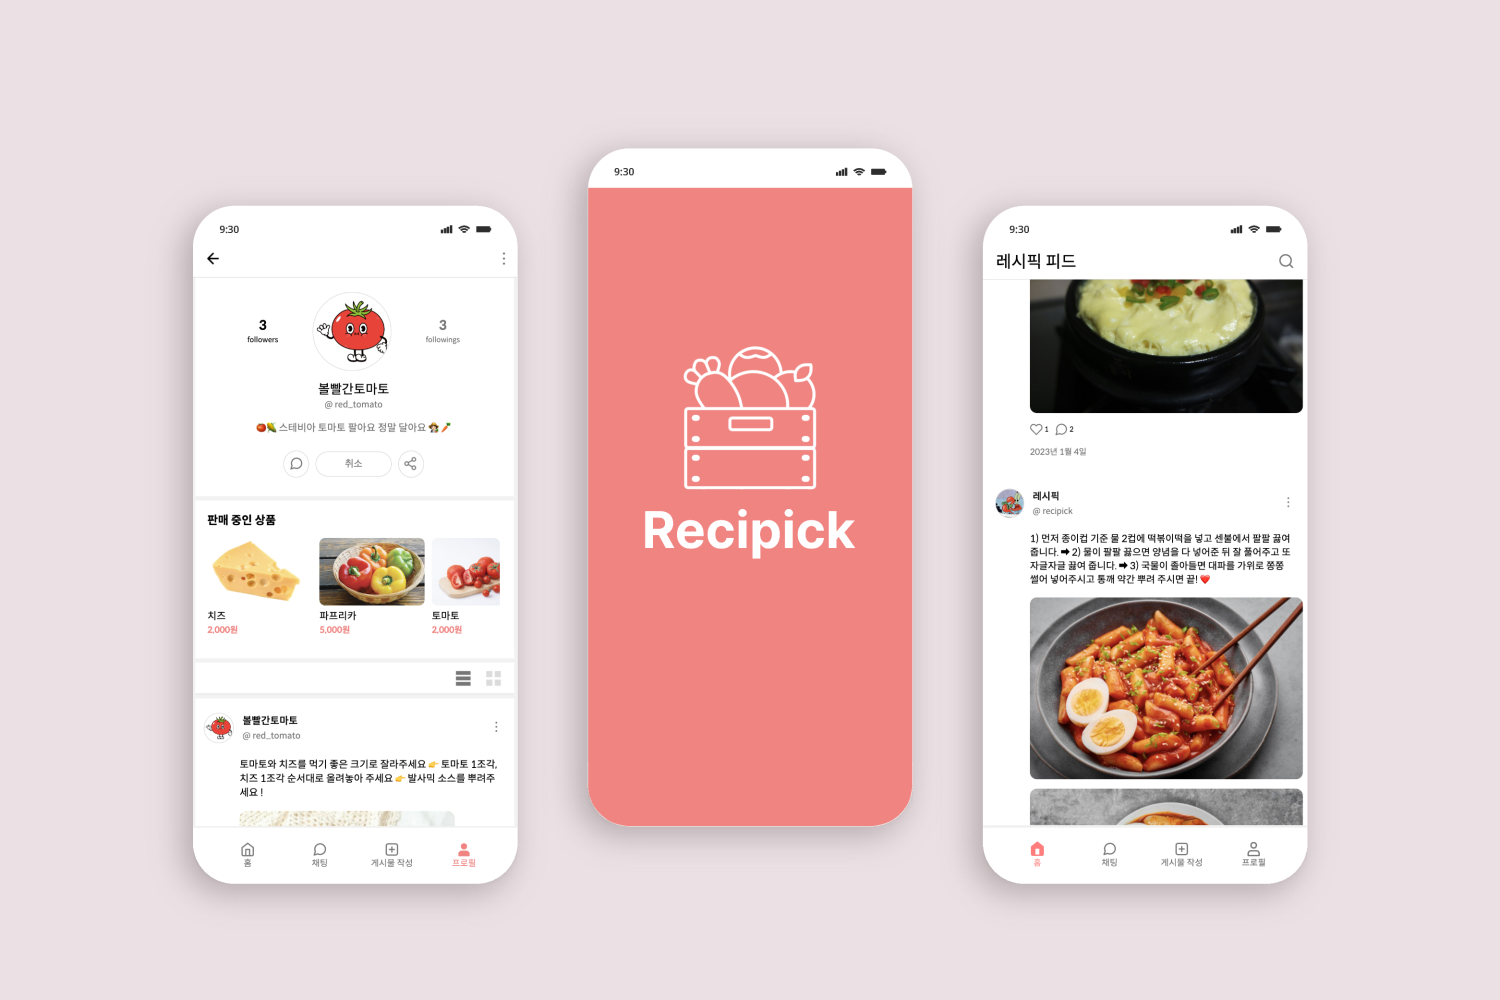 9:30
3
followers
3
followings
볼빨간토마토
@ red_tomato
🍅🌽 스테비아 토마토 팔아요 정말 달아요 👩‍🌾🥕
취소
판매 중인 상품
치즈
2,000원
파프리카
5,000원
토마토
2,000원
볼빨간토마토
@ red_tomato
토마토와 치즈를 먹기 좋은 크기로 잘라주세요 👉 토마토 1조각,
치즈 1조각 순서대로 올려놓아 주세요 👉 발사믹 소스를 뿌려주
세요 !
홈
채팅
게시물 작성
프로필
9:30
Recipick
9:30
레시픽 피드
1
2
2023년 1월 4일
레시픽
@ recipick
1) 먼저 종이컵 기준 물 2컵에 떡볶이떡을 넣고 센불에서 팔팔 끓여
줍니다. ➡ 2) 물이 팔팔 끓으면 양념을 다 넣어준 뒤 잘 풀어주고 또
자글자글 끓여 줍니다. ➡ 3) 국물이 졸아들면 대파를 가위로 쫑쫑
썰어 넣어주시고 통깨 약간 뿌려 주시면 끝! ❤️
홈
채팅
게시물 작성
프로필